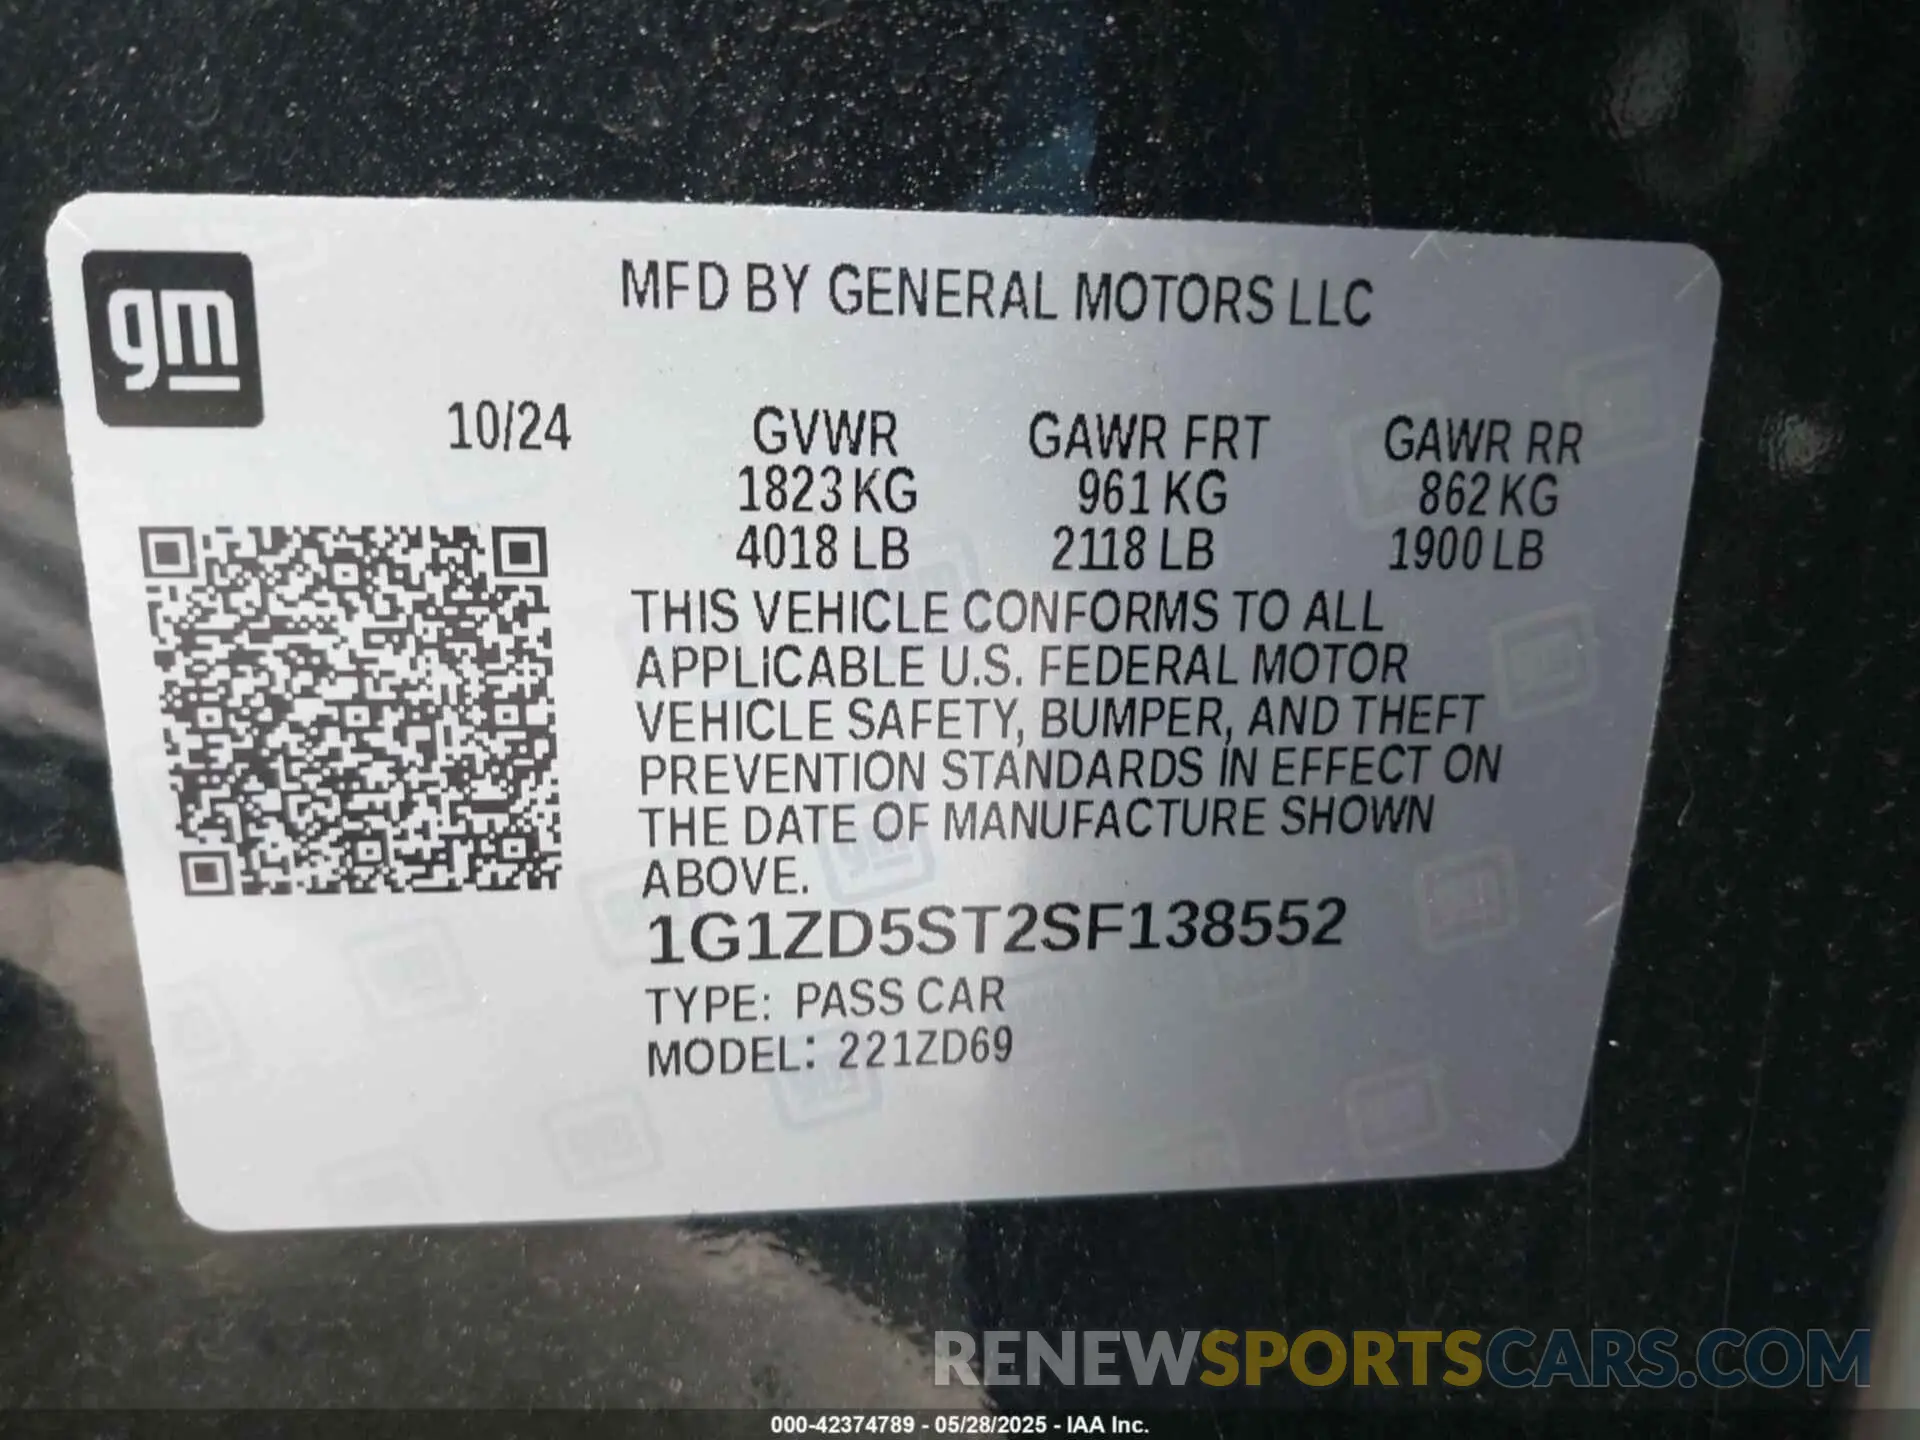 gm
MFD BY GENERAL MOTORS LLC
10/24 GVWR GAWR FRT GAWR RR
1823 KG 961 KG 862 KG
4018 LB 2118 LB 1900 LB
THIS VEHICLE CONFORMS TO ALL
APPLiCABLE U.S. FEDERAL MOTOR
VEHICLE SAFETY, BUMPER, AND THEFT
PREVENTION STANDARDS IN EFFECT ON
THE DATE OF MANUFACTURE SHOWN
ABOVE.
1G1ZD5ST2SF138552
TYPE: PASS CAR
MODEL: 221ZD69
RENEWSPORTSCARS.COM
000-42374789 - 05/28/2025 - IAA Inc.